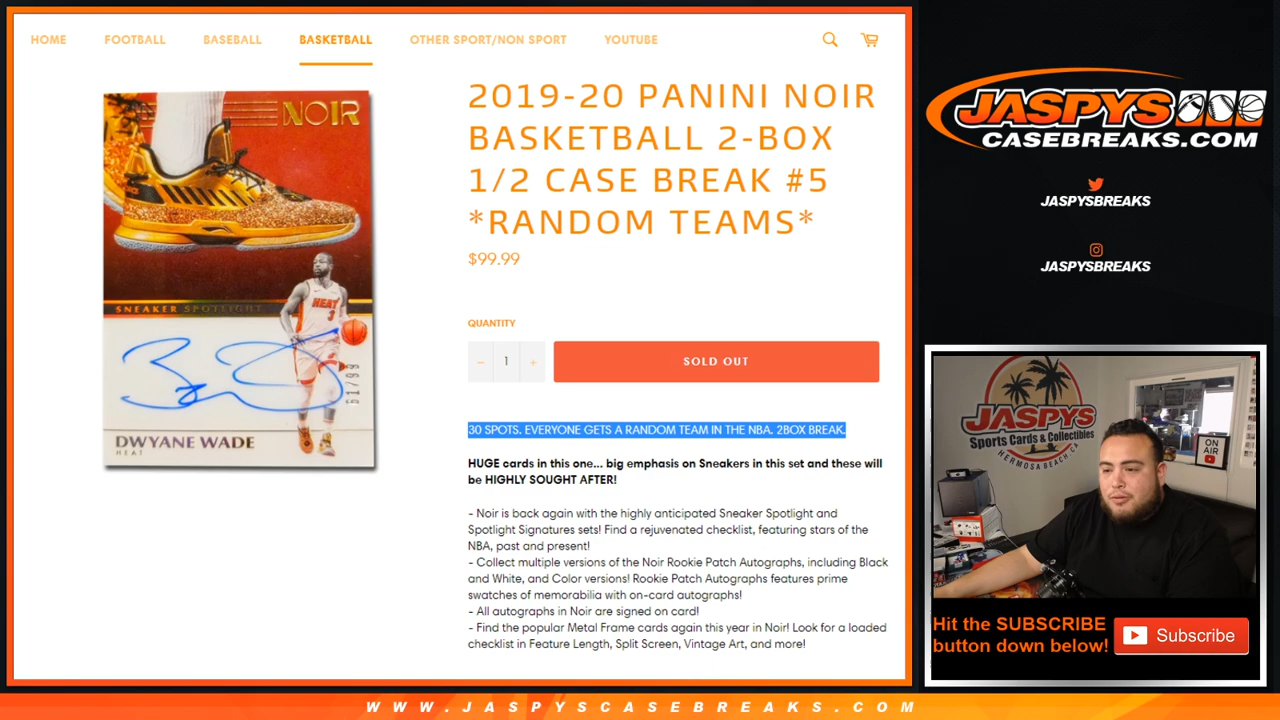 HOME FOOTBALL BASEBALL BASKETBALL OTHER SPORT/NON SPORT YOUTUBE
NOIR
SNEAKER SPOTLIGHT
HEAT
3
51/99
DWYANE WADE
HEAT
2019-20 PANINI NOIR
BASKETBALL 2-BOX
1/2 CASE BREAK #5
*RANDOM TEAMS*
$99.99
QUANTITY
− 1 +
SOLD OUT
30 SPOTS. EVERYONE GETS A RANDOM TEAM IN THE NBA. 2BOX BREAK.
HUGE cards in this one... big emphasis on Sneakers in this set and these will
be HIGHLY SOUGHT AFTER!
- Noir is back again with the highly anticipated Sneaker Spotlight and
Spotlight Signatures sets! Find a rejuvenated checklist, featuring stars of the
NBA, past and present!
- Collect multiple versions of the Noir Rookie Patch Autographs, including Black
and White, and Color versions! Rookie Patch Autographs features prime
swatches of memorabilia with on-card autographs!
- All autographs in Noir are signed on card!
- Find the popular Metal Frame cards again this year in Noir! Look for a loaded
checklist in Feature Length, Split Screen, Vintage Art, and more!
JASPYS
CASEBREAKS.COM
JASPYSBREAKS
JASPYSBREAKS
JASPYS
Sports Cards & Collectibles
HERMOSA BEACH, CA
ON
AIR
Hit the SUBSCRIBE
button down below!
Subscribe
WWW.JASPYSCASEBREAKS.COM